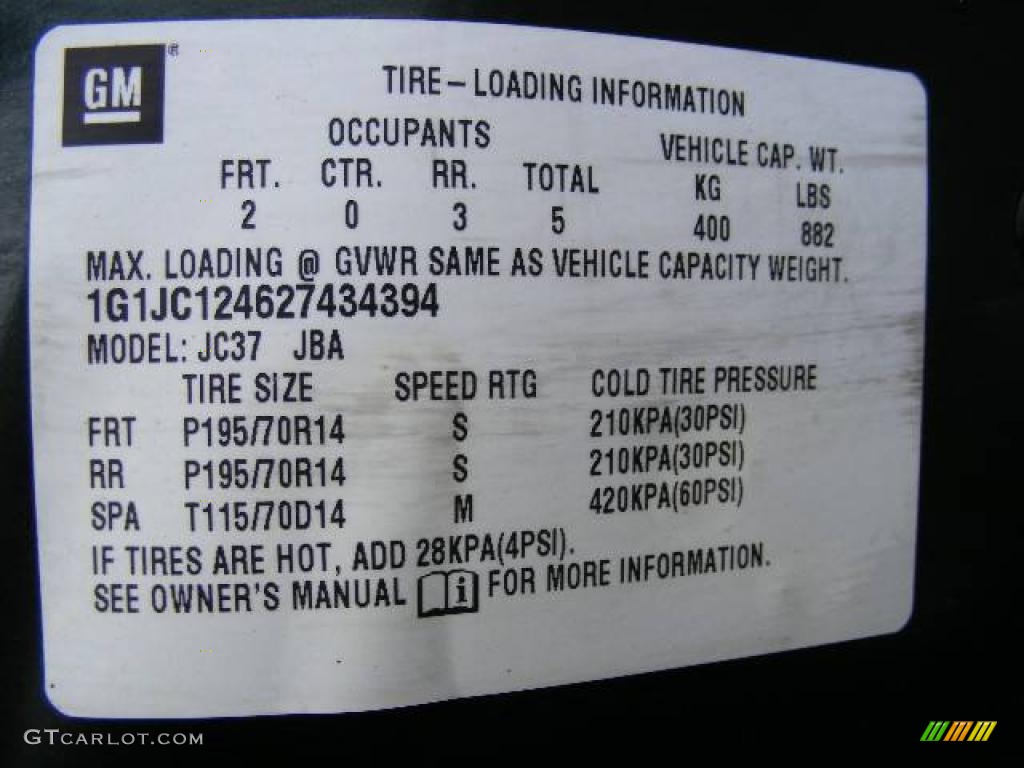 GM ®
TIRE-LOADING INFORMATION
OCCUPANTS VEHICLE CAP. WT.
FRT. CTR. RR. TOTAL KG LBS
2 0 3 5 400 882
MAX. LOADING @ GVWR SAME AS VEHICLE CAPACITY WEIGHT.
1G1JC124627434394
MODEL: JC37 JBA
TIRE SIZE SPEED RTG COLD TIRE PRESSURE
FRT P195/70R14 S 210KPA(30PSI)
RR P195/70R14 S 210KPA(30PSI)
SPA T115/70D14 M 420KPA(60PSI)
IF TIRES ARE HOT, ADD 28KPA(4PSI).
SEE OWNER'S MANUAL i FOR MORE INFORMATION.
GTCARLOT.COM